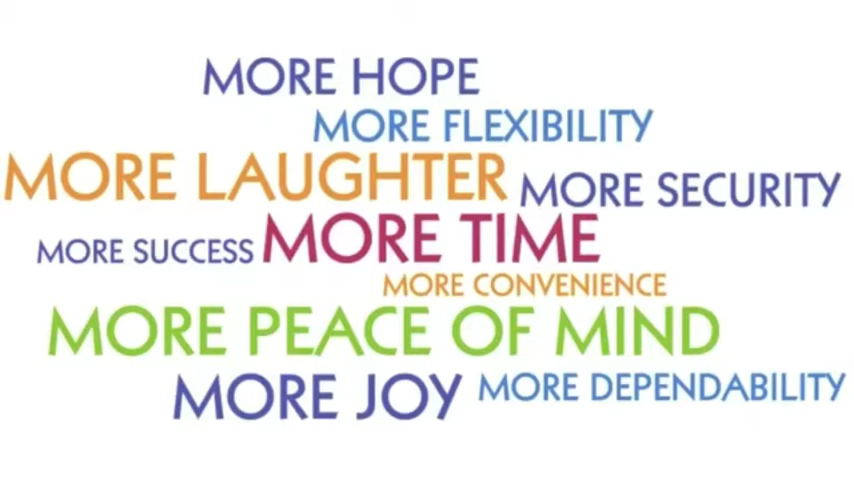 MORE HOPE
MORE FLEXIBILITY
MORE LAUGHTER
MORE SECURITY
MORE SUCCESS
MORE TIME
MORE CONVENIENCE
MORE PEACE OF MIND
MORE JOY
MORE DEPENDABILITY